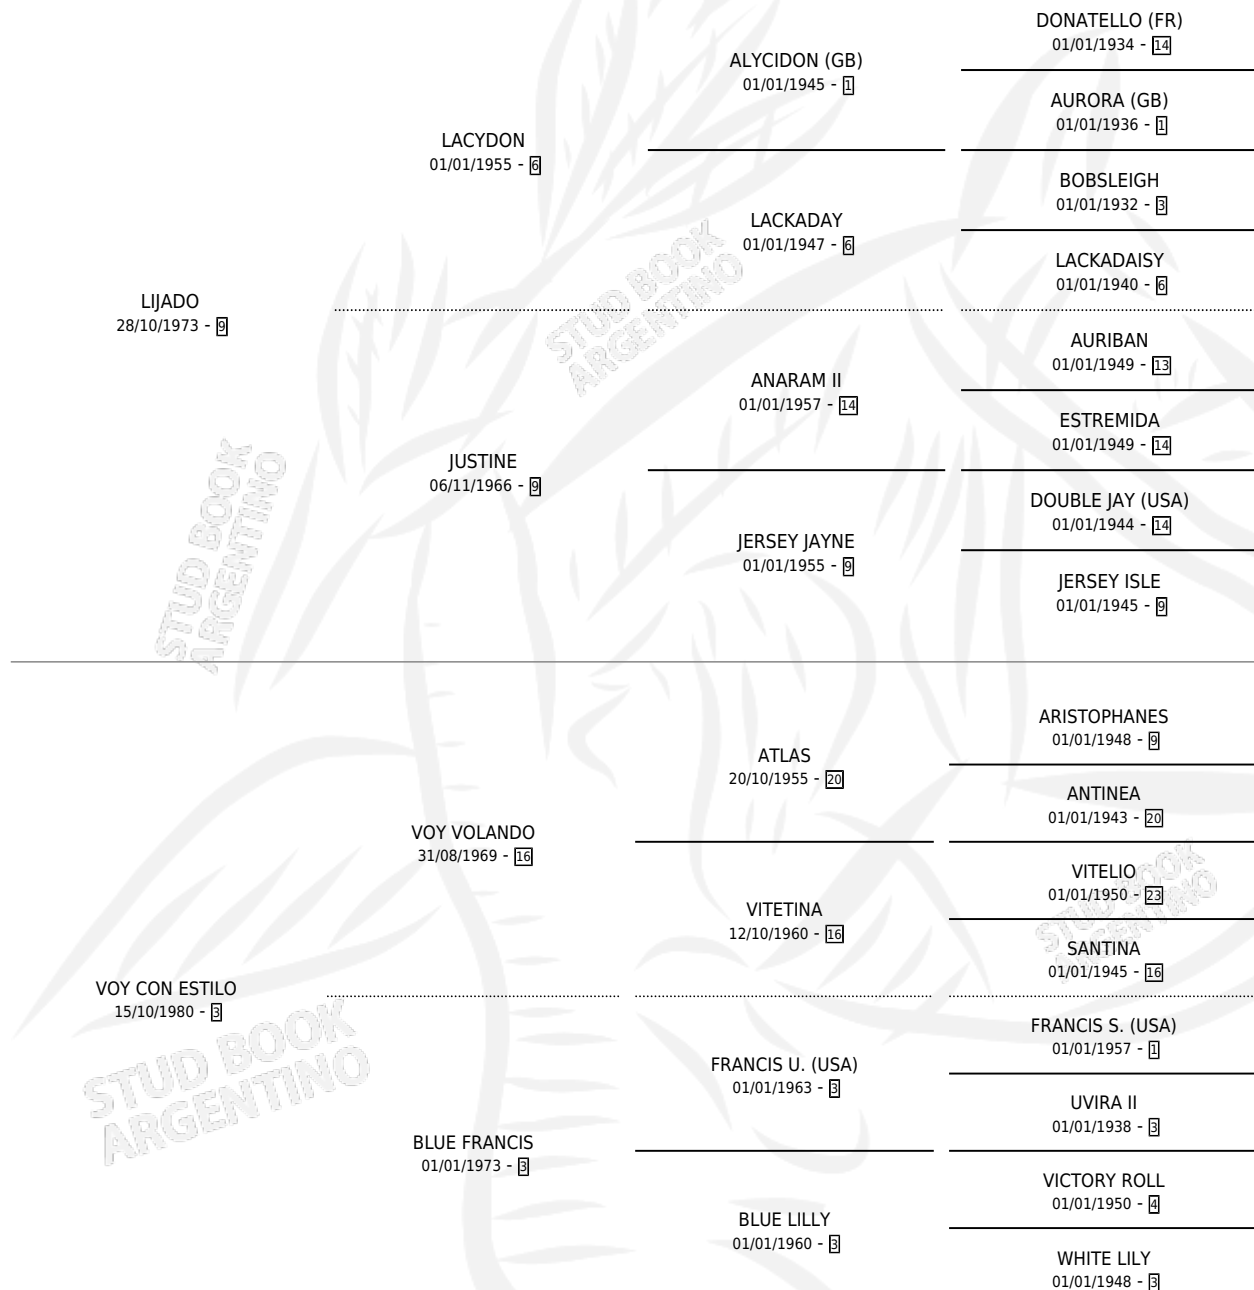 DONATELLO (FR)
01/01/1934 - 14
ALYCIDON (GB)
01/01/1945 - 1
AURORA (GB)
01/01/1936 - 1
LACYDON
01/01/1955 - 6
BOBSLEIGH
01/01/1932 - 3
LACKADAY
01/01/1947 - 6
LACKADAISY
01/01/1940 - 6
LIJADO
28/10/1973 - 9
STUD BOOK
ARGENTINO
AURIBAN
01/01/1949 - 13
ANARAM II
01/01/1957 - 14
ESTREMIDA
01/01/1949 - 14
JUSTINE
06/11/1966 - 9
DOUBLE JAY (USA)
01/01/1944 - 14
JERSEY JAYNE
01/01/1955 - 9
JERSEY ISLE
01/01/1945 - 9
STUD BOOK
ARGENTINO
ARISTOPHANES
01/01/1948 - 9
ATLAS
20/10/1955 - 20
ANTINEA
01/01/1943 - 20
VOY VOLANDO
31/08/1969 - 16
VITELIO
01/01/1950 - 23
VITETINA
12/10/1960 - 16
SANTINA
01/01/1945 - 16
STUD BOOK
ARGENTINO
VOY CON ESTILO
15/10/1980 - 3
FRANCIS S. (USA)
01/01/1957 - 1
FRANCIS U. (USA)
01/01/1963 - 3
UVIRA II
01/01/1938 - 3
STUD BOOK
ARGENTINO
BLUE FRANCIS
01/01/1973 - 3
VICTORY ROLL
01/01/1950 - 4
BLUE LILLY
01/01/1960 - 3
WHITE LILY
01/01/1948 - 3